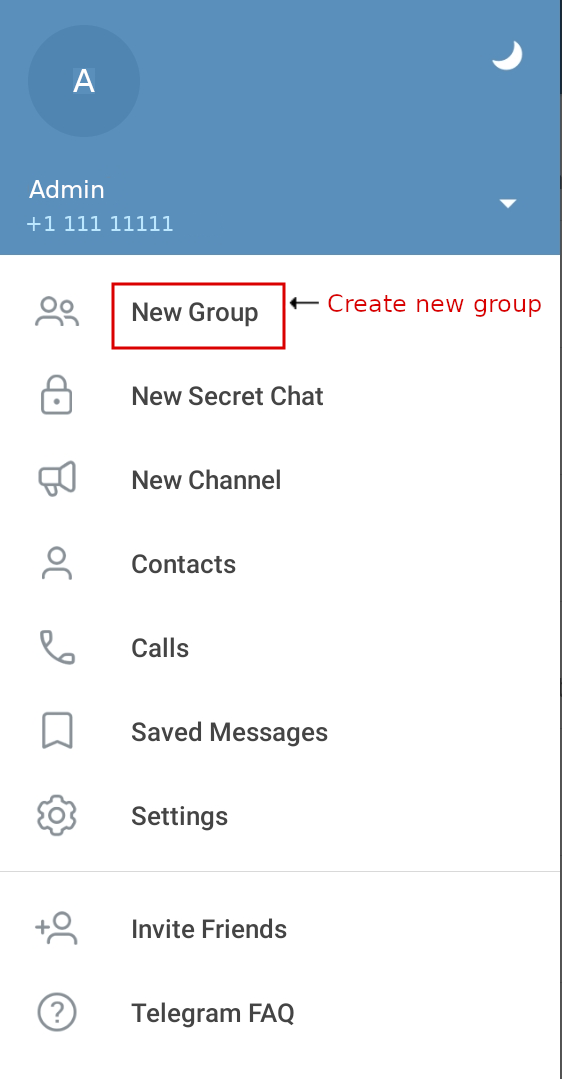 A
Admin
+1 111 11111
New Group
Create new group
New Secret Chat
New Channel
Contacts
Calls
Saved Messages
Settings
Invite Friends
Telegram FAQ